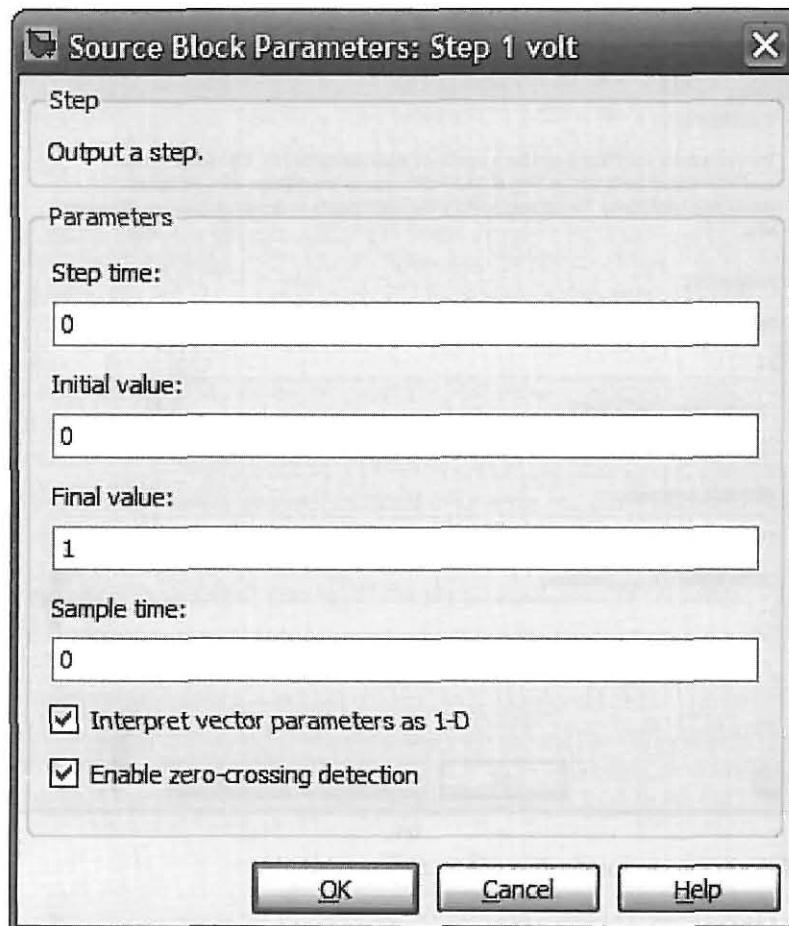 Source Block Parameters: Step 1 volt
Step
Output a step.
Parameters
Step time:
0
Initial value:
0
Final value:
1
Sample time:
0
Interpret vector parameters as 1-D
Enable zero-crossing detection
OK
Cancel
Help